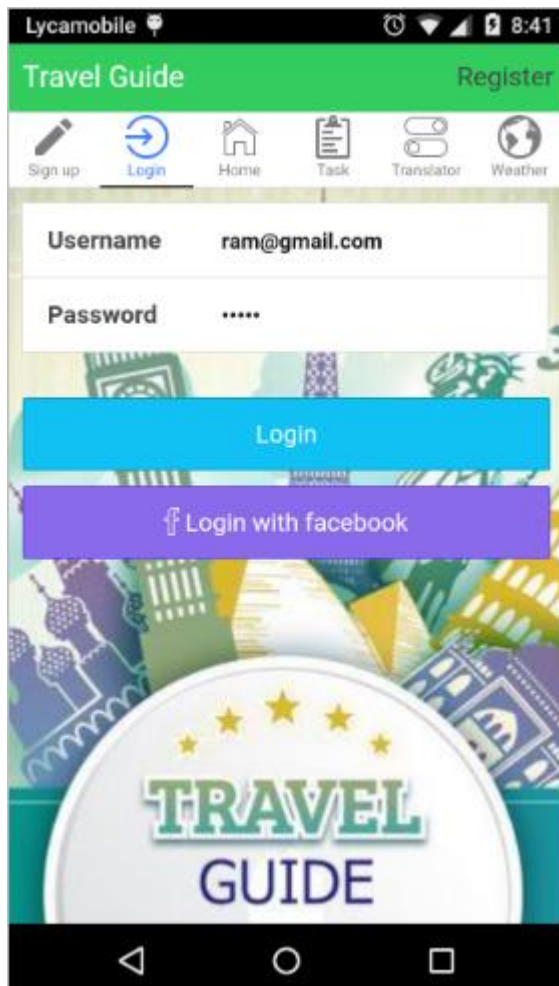 Lycamobile 8:41
Travel Guide Register
Sign up Login Home Task Translator Weather
Username ram@gmail.com
Password •••••
Login
f Login with facebook
TRAVEL
GUIDE